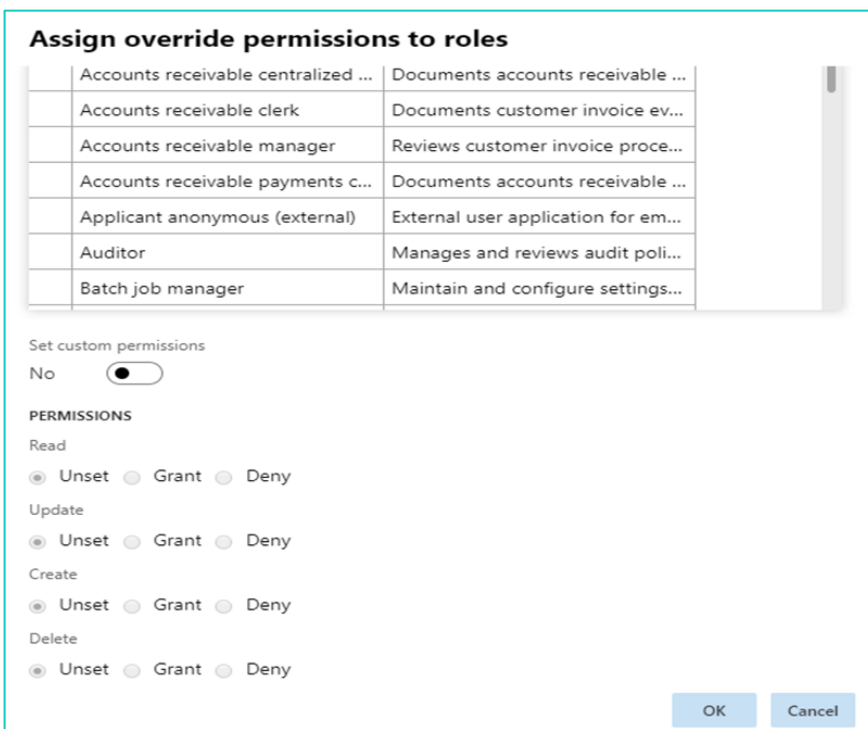 Assign override permissions to roles
Accounts receivable centralized ... Documents accounts receivable ...
Accounts receivable clerk Documents customer invoice ev...
Accounts receivable manager Reviews customer invoice proce...
Accounts receivable payments c... Documents accounts receivable ...
Applicant anonymous (external) External user application for em...
Auditor Manages and reviews audit poli...
Batch job manager Maintain and configure settings...
Set custom permissions
No
PERMISSIONS
Read
Unset Grant Deny
Update
Unset Grant Deny
Create
Unset Grant Deny
Delete
Unset Grant Deny
OK Cancel